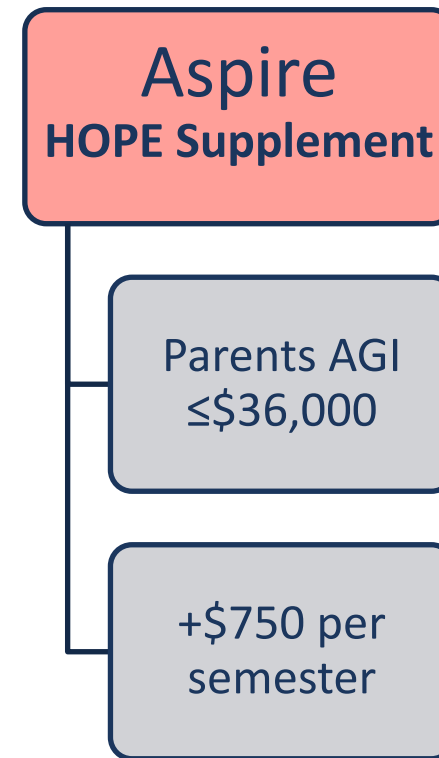 Aspire
HOPE Supplement
Parents AGI
≤$36,000
+$750 per
semester